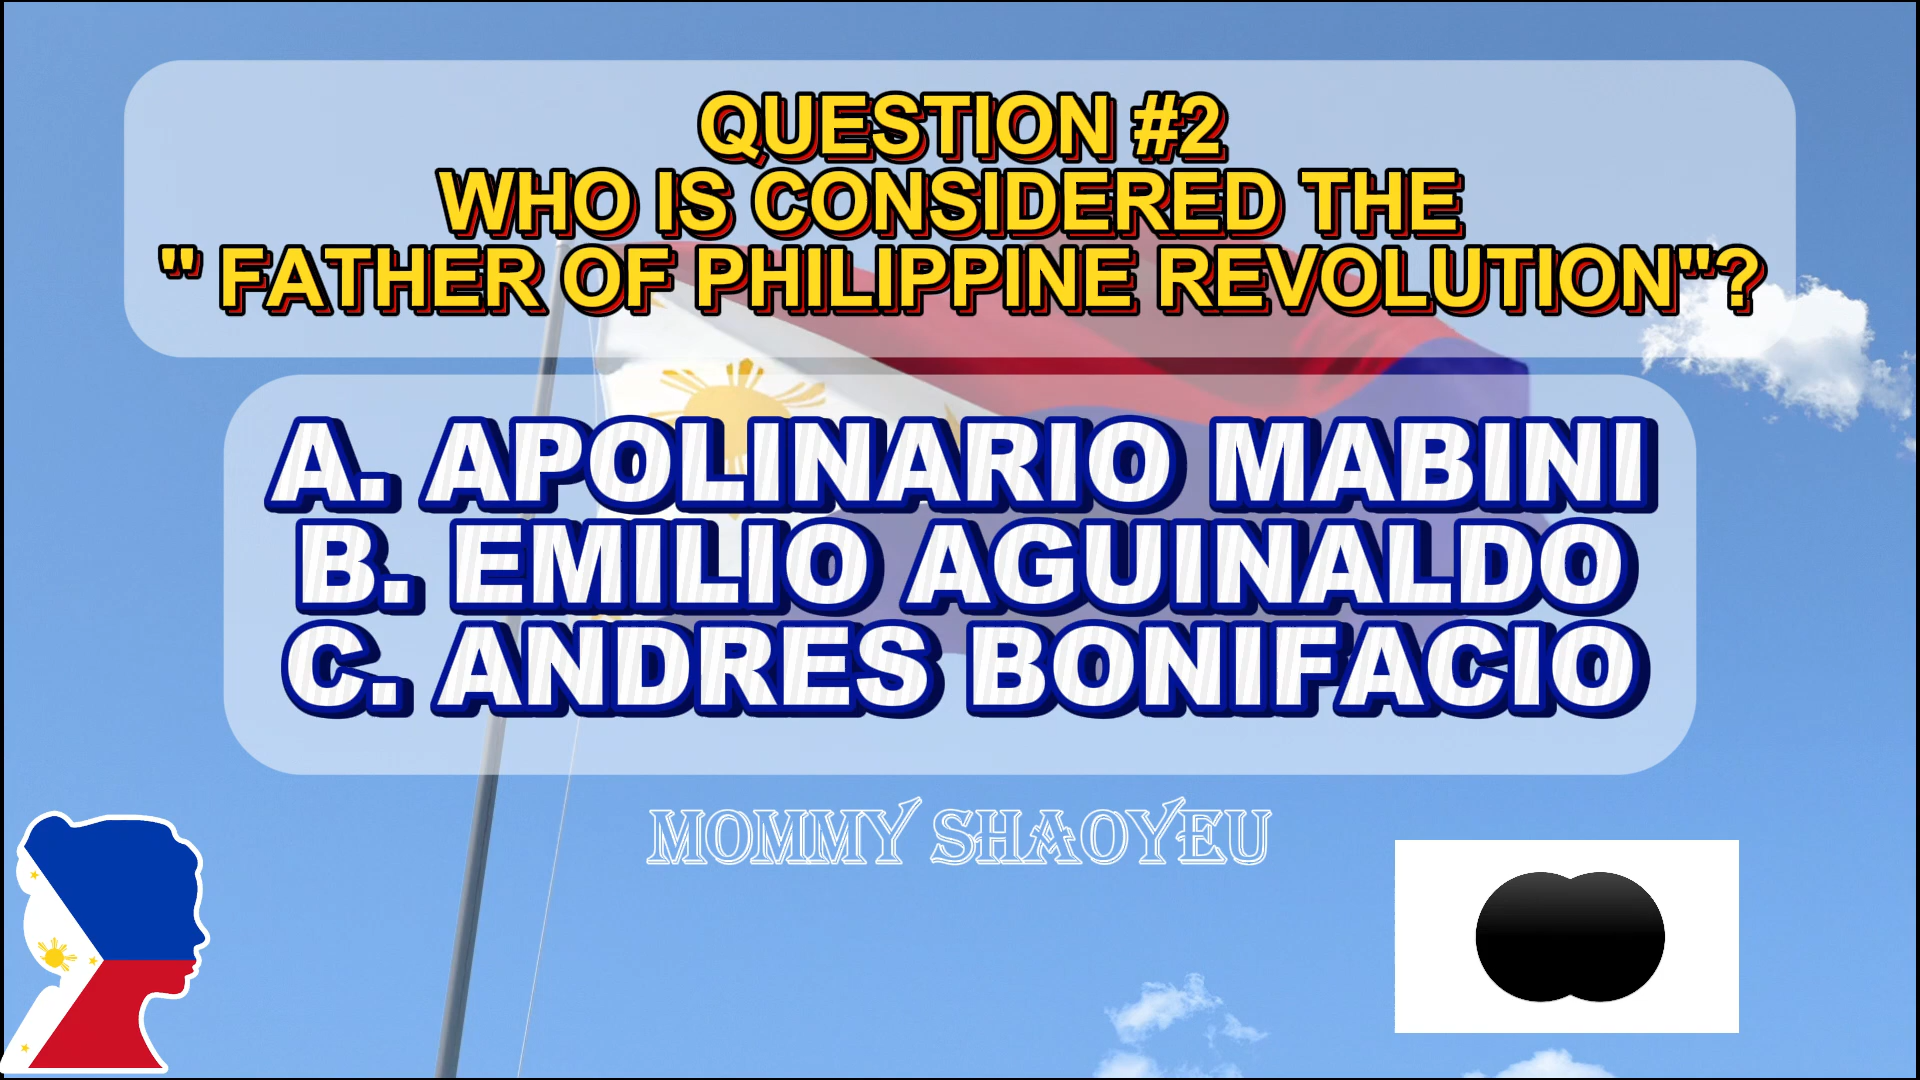 QUESTION #2
WHO IS CONSIDERED THE
" FATHER OF PHILIPPINE REVOLUTION"?
A. APOLINARIO MABINI
B. EMILIO AGUINALDO
C. ANDRES BONIFACIO
MOMMY SHAOYEU